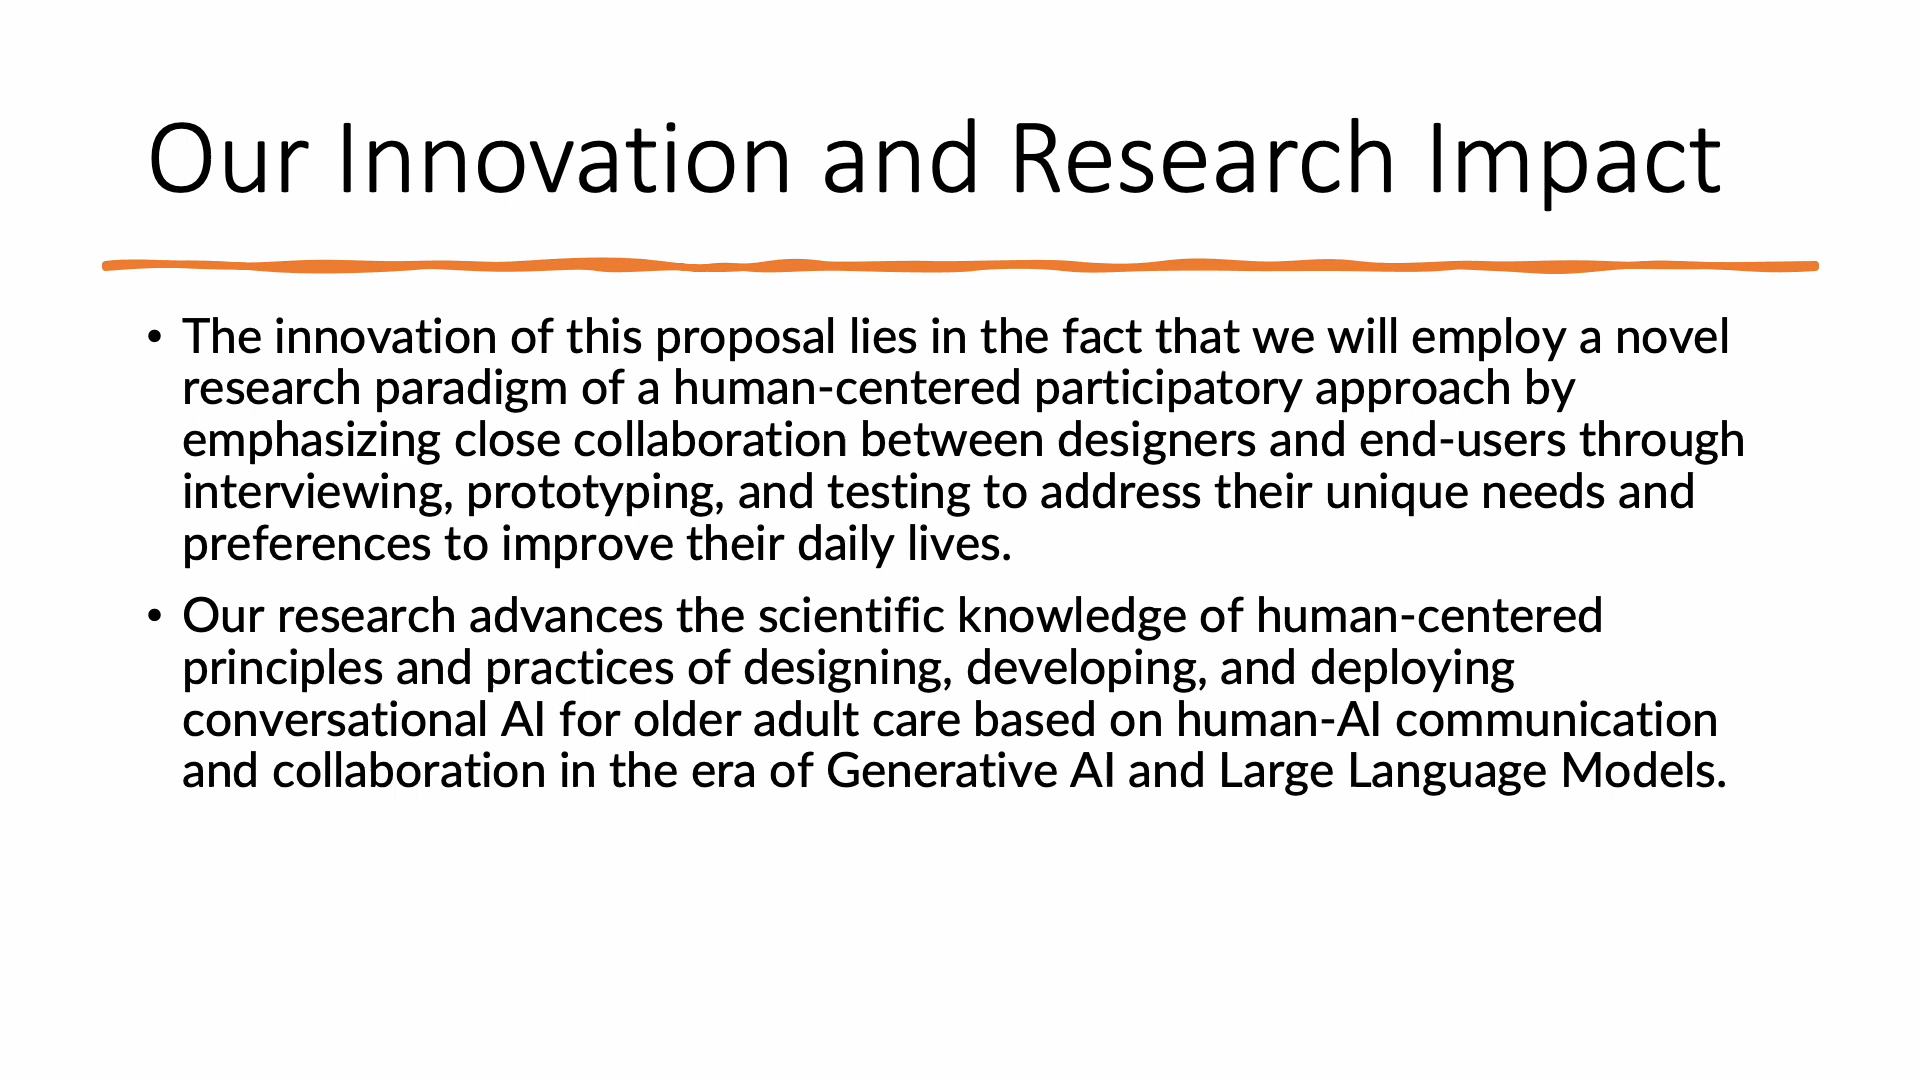 Our Innovation and Research Impact
• The innovation of this proposal lies in the fact that we will employ a novel
research paradigm of a human-centered participatory approach by
emphasizing close collaboration between designers and end-users through
interviewing, prototyping, and testing to address their unique needs and
preferences to improve their daily lives.
• Our research advances the scientific knowledge of human-centered
principles and practices of designing, developing, and deploying
conversational AI for older adult care based on human-AI communication
and collaboration in the era of Generative AI and Large Language Models.